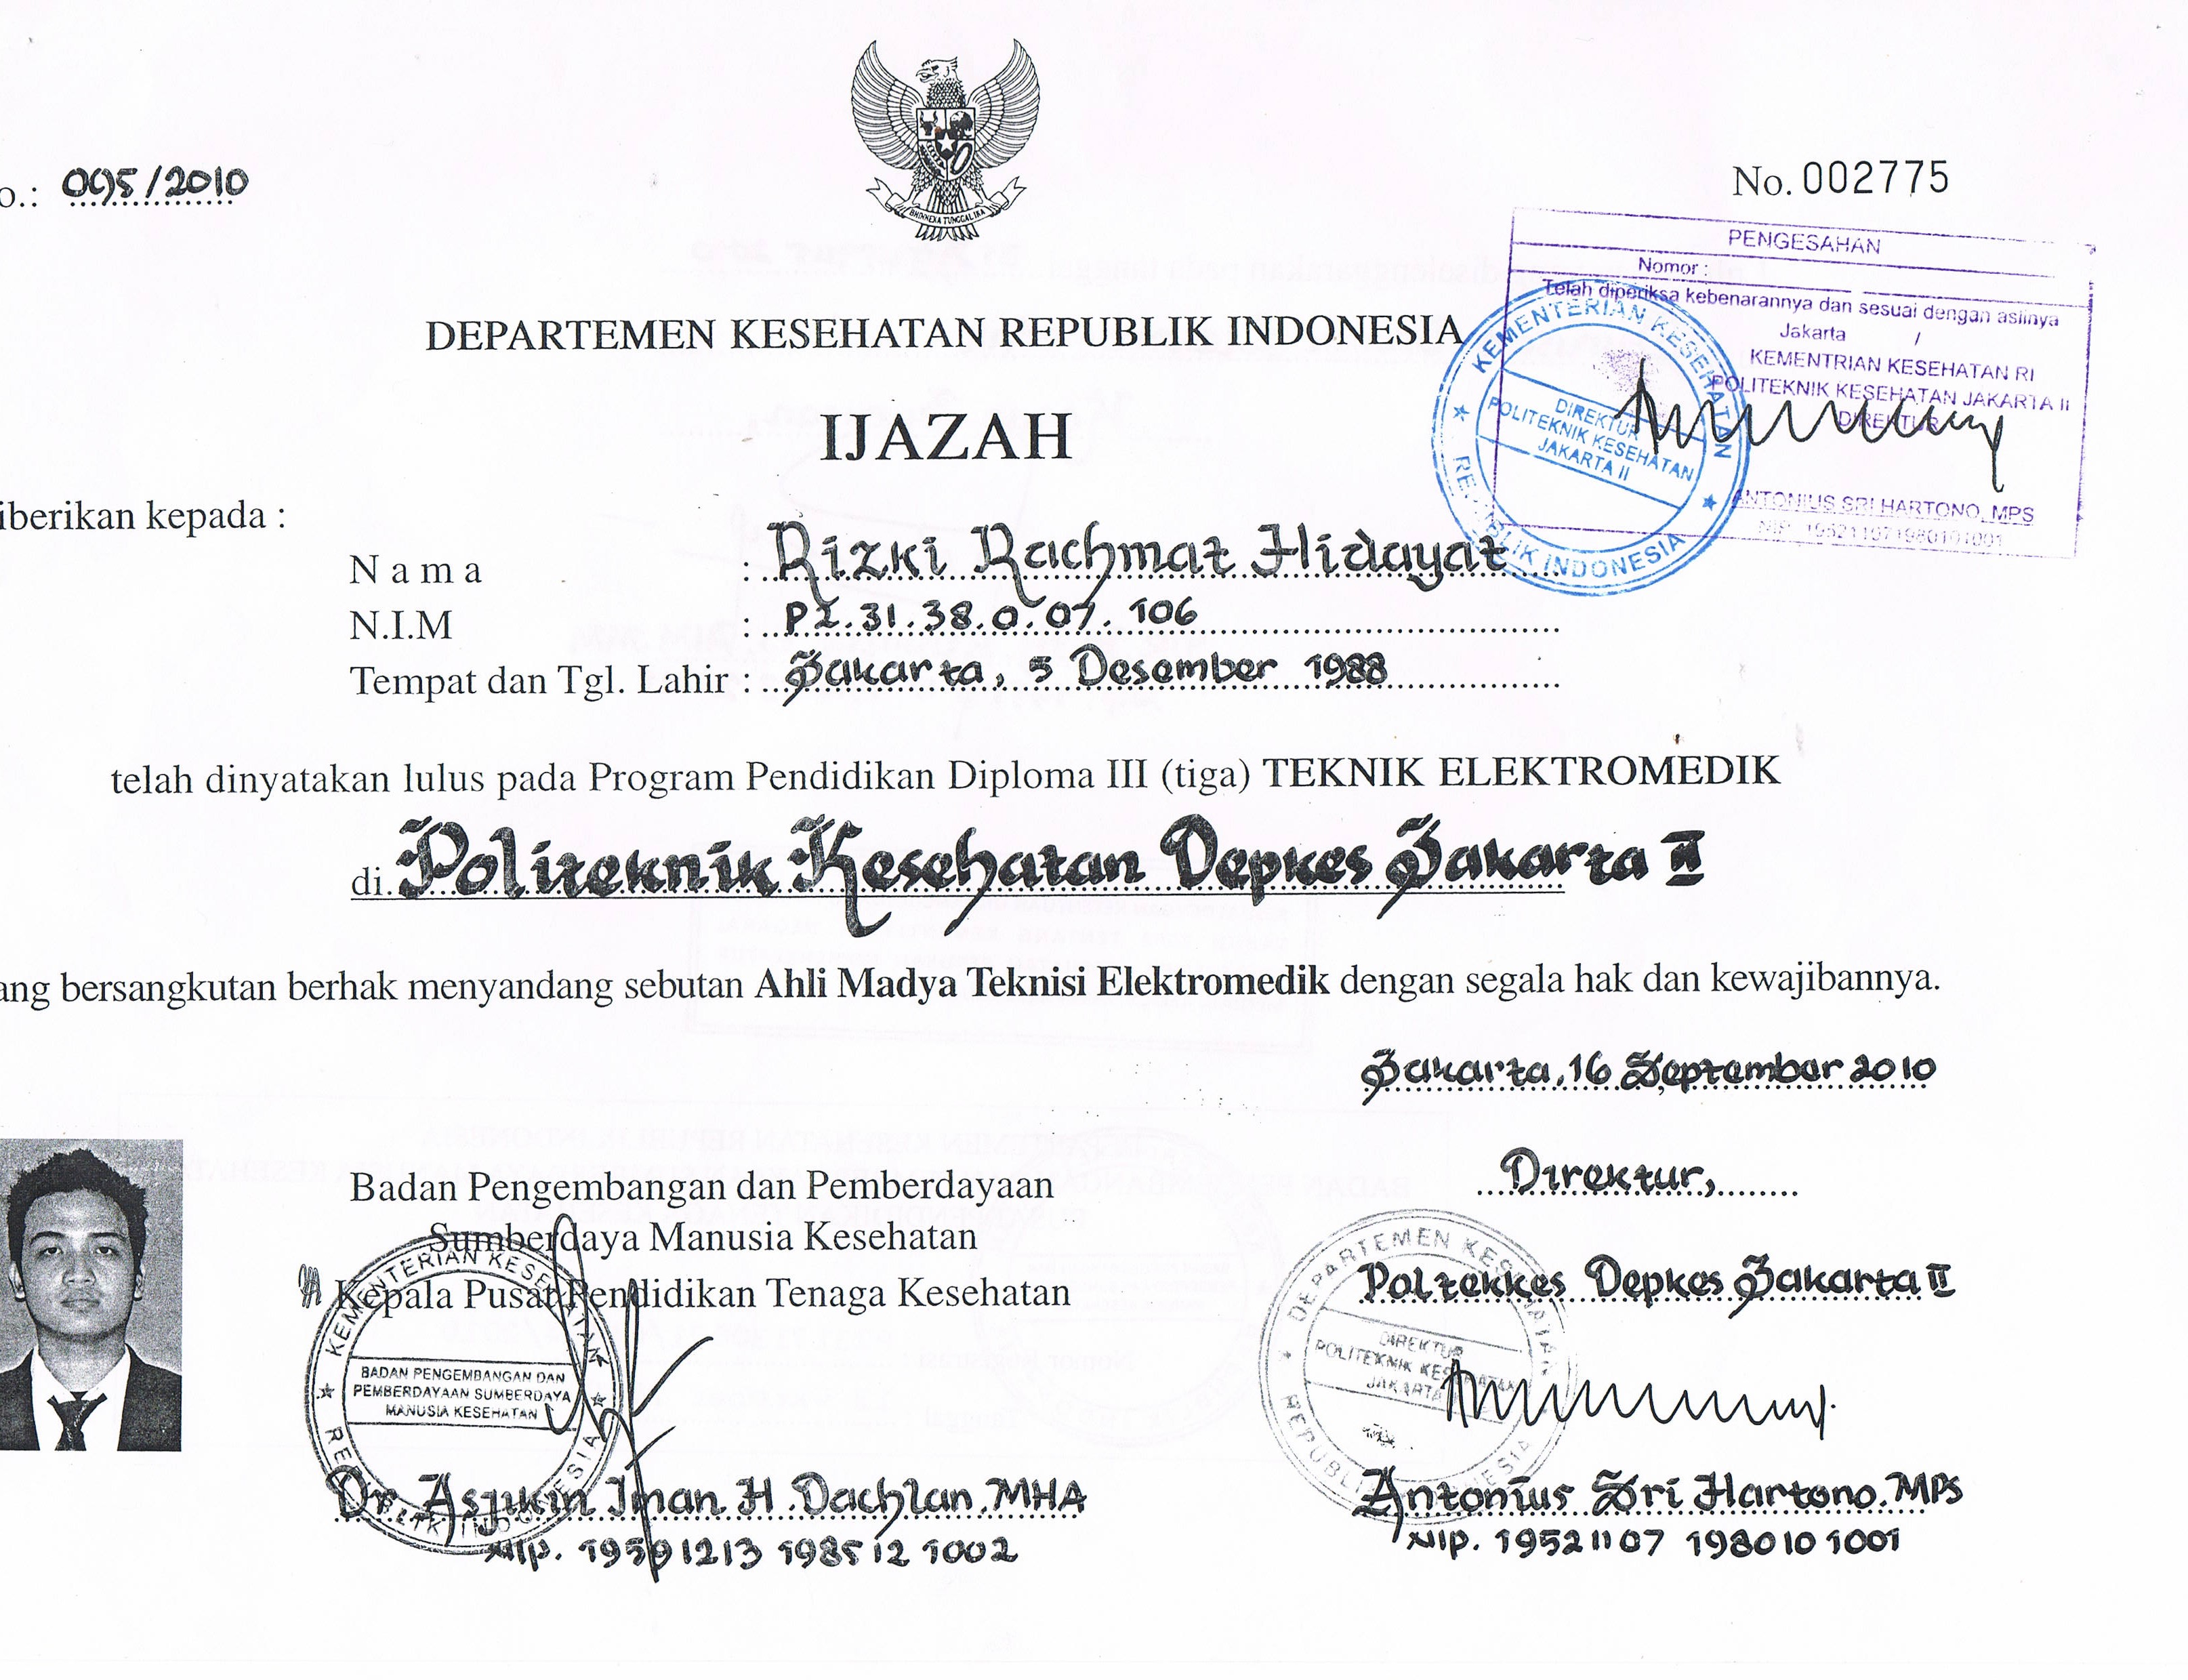 BHINNEKA TUNGGAL IKA
o.: 095/2010
No. 002775
PENGESAHAN
Nomor :
Telah diperiksa kebenarannya dan sesuai dengan aslinya
Jakarta /
KEMENTRIAN KESEHATAN RI
POLITEKNIK KESEHATAN JAKARTA II
DIREKTUR
ANTONIUS SRI HARTONO, MPS
NIP. 195211071980101001
KEMENTERIAN KESEHATAN
DIREKTUR
POLITEKNIK KESEHATAN
JAKARTA II
REPUBLIK INDONESIA
DEPARTEMEN KESEHATAN REPUBLIK INDONESIA
IJAZAH
iberikan kepada :
N a m a : Rizki Rachmat Hidayat
N.I.M : P2.31.38.0.07.106
Tempat dan Tgl. Lahir : Jakarta, 5 Desember 1988
telah dinyatakan lulus pada Program Pendidikan Diploma III (tiga) TEKNIK ELEKTROMEDIK
di Politeknik Kesehatan Depkes Jakarta II
ang bersangkutan berhak menyandang sebutan Ahli Madya Teknisi Elektromedik dengan segala hak dan kewajibannya.
Jakarta, 16 September 2010
Badan Pengembangan dan Pemberdayaan
Sumberdaya Manusia Kesehatan
Kepala Pusat Pendidikan Tenaga Kesehatan
KEMENTERIAN KESEHATAN
BADAN PENGEMBANGAN DAN
PEMBERDAYAAN SUMBERDAYA
MANUSIA KESEHATAN
REPUBLIK INDONESIA
Dr. Asjikin Iman H. Dachlan, MHA
Nip. 19591213 198512 1002
Direktur,
Poltekkes Depkes Jakarta II
DEPARTEMEN KESEHATAN
DIREKTUR
POLITEKNIK KESEHATAN
JAKARTA II
REPUBLIK INDONESIA
Antonius Sri Hartono. MPS
Nip. 19521107 198010 1001